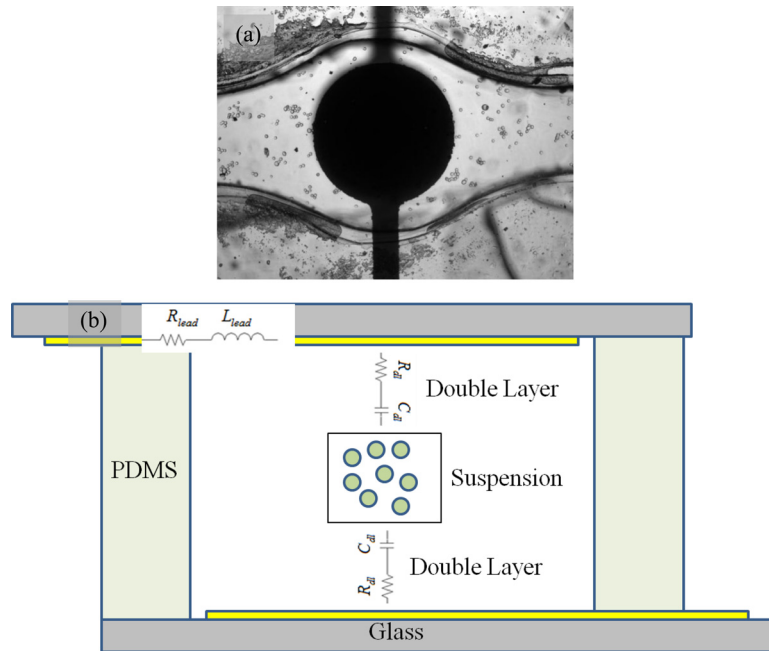 (a)
(b)
R_lead L_lead
R_dl
C_dl
Double Layer
PDMS
Suspension
C_dl
R_dl
Double Layer
Glass